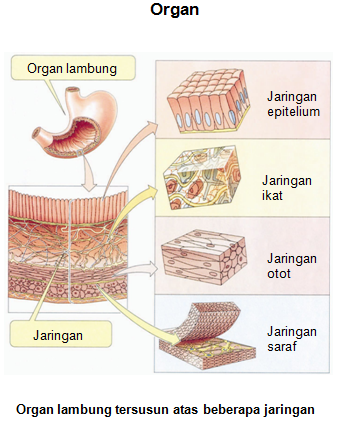 Organ
Organ lambung
Jaringan
epitelium
Jaringan
ikat
Jaringan
otot
Jaringan
Jaringan
saraf
Organ lambung tersusun atas beberapa jaringan